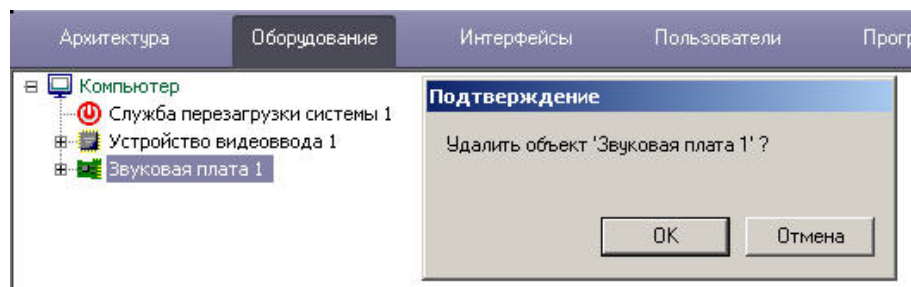 Архитектура Оборудование Интерфейсы Пользователи
Компьютер
Служба перезагрузки системы 1
Устройство видеоввода 1
Звуковая плата 1
Подтверждение
Удалить объект 'Звуковая плата 1' ?
OK Отмена